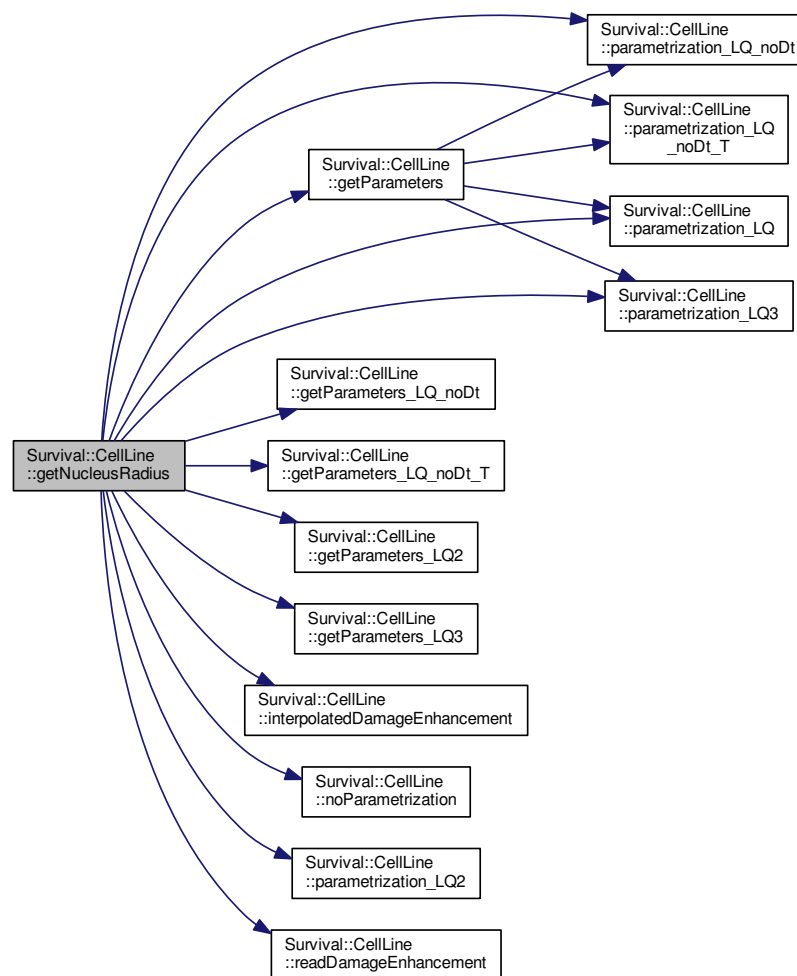 Survival::CellLine
::parametrization_LQ_noDt
Survival::CellLine
::parametrization_LQ
_noDt_T
Survival::CellLine
::getParameters
Survival::CellLine
::parametrization_LQ
Survival::CellLine
::parametrization_LQ3
Survival::CellLine
::getParameters_LQ_noDt
Survival::CellLine
::getNucleusRadius
Survival::CellLine
::getParameters_LQ_noDt_T
Survival::CellLine
::getParameters_LQ2
Survival::CellLine
::getParameters_LQ3
Survival::CellLine
::interpolatedDamageEnhancement
Survival::CellLine
::noParametrization
Survival::CellLine
::parametrization_LQ2
Survival::CellLine
::readDamageEnhancement